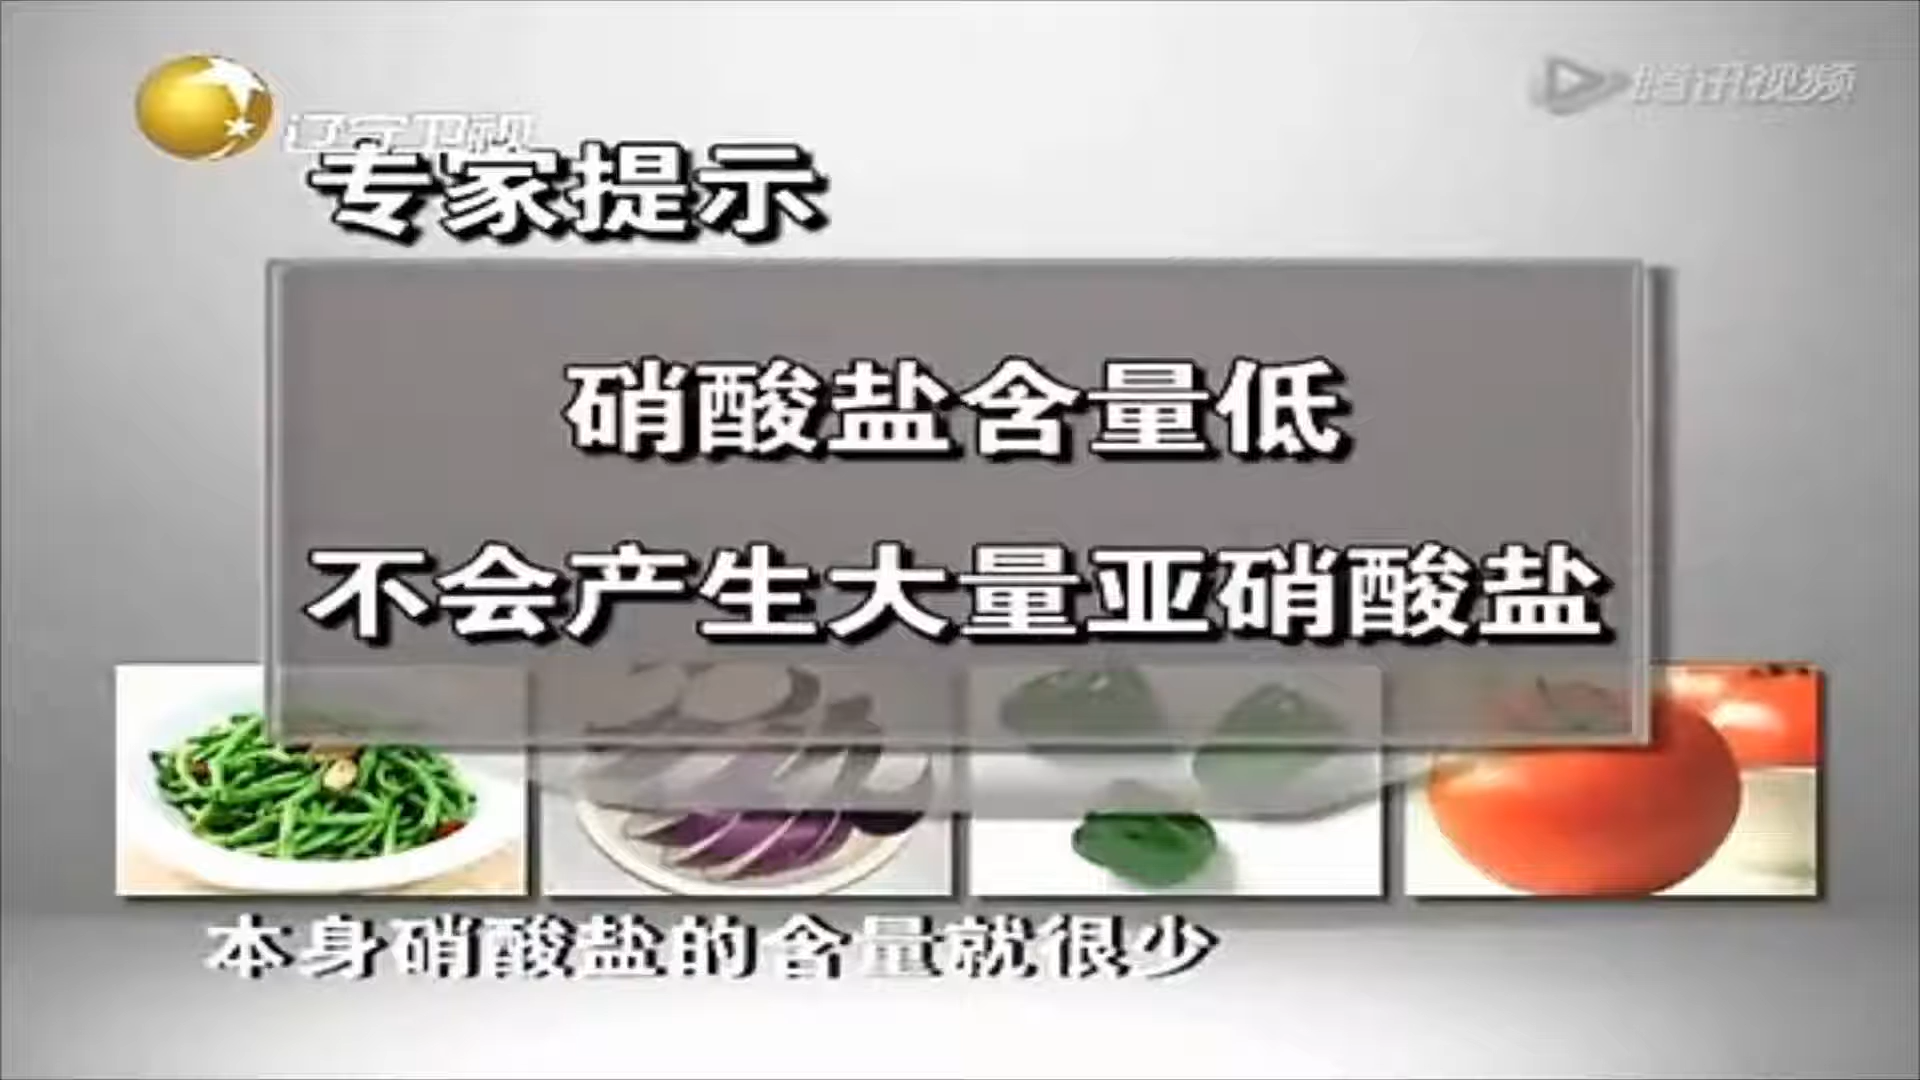 辽宁卫视
腾讯视频
专家提示
硝酸盐含量低
不会产生大量亚硝酸盐
本身硝酸盐的含量就很少